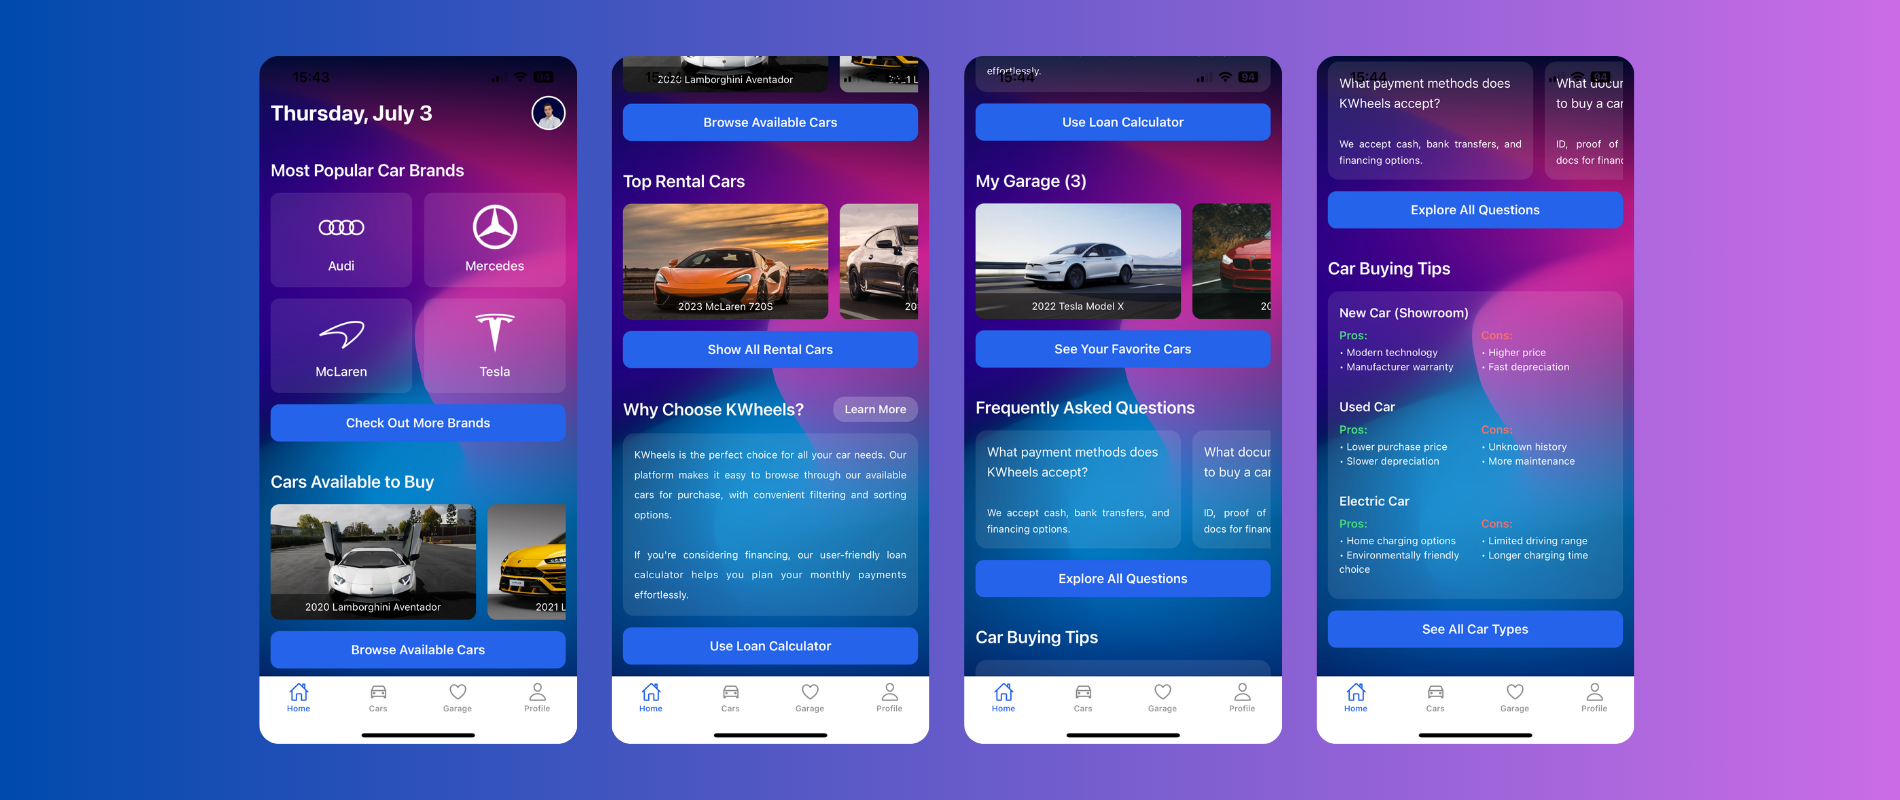 15:43
94
Thursday, July 3
Most Popular Car Brands
Audi
Mercedes
McLaren
Tesla
Check Out More Brands
Cars Available to Buy
2020 Lamborghini Aventador
2021 L
Browse Available Cars
Home
Cars
Garage
Profile
15:44
94
2020 Lamborghini Aventador
2021 L
Browse Available Cars
Top Rental Cars
2023 McLaren 720S
20
Show All Rental Cars
Why Choose KWheels?
Learn More
KWheels is the perfect choice for all your car needs. Our
platform makes it easy to browse through our available
cars for purchase, with convenient filtering and sorting
options.
If you're considering financing, our user-friendly loan
calculator helps you plan your monthly payments
effortlessly.
Use Loan Calculator
Home
Cars
Garage
Profile
effortlessly.
15:44
94
Use Loan Calculator
My Garage (3)
2022 Tesla Model X
20
See Your Favorite Cars
Frequently Asked Questions
What payment methods does
KWheels accept?
We accept cash, bank transfers, and
financing options.
What docur
to buy a car
ID, proof of
docs for financ
Explore All Questions
Car Buying Tips
Home
Cars
Garage
Profile
15:44
94
What payment methods does
KWheels accept?
We accept cash, bank transfers, and
financing options.
What docur
to buy a car
ID, proof of
docs for financ
Explore All Questions
Car Buying Tips
New Car (Showroom)
Pros:
• Modern technology
• Manufacturer warranty
Cons:
• Higher price
• Fast depreciation
Used Car
Pros:
• Lower purchase price
• Slower depreciation
Cons:
• Unknown history
• More maintenance
Electric Car
Pros:
• Home charging options
• Environmentally friendly
choice
Cons:
• Limited driving range
• Longer charging time
See All Car Types
Home
Cars
Garage
Profile